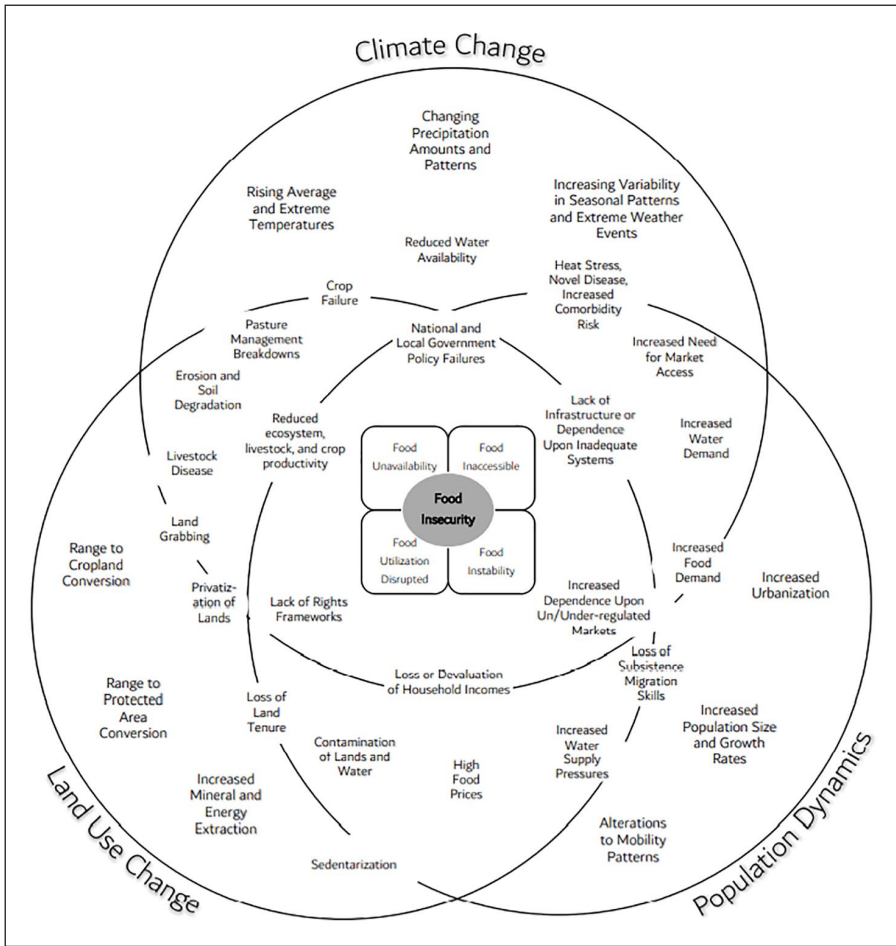 Climate Change
Changing
Precipitation
Amounts and
Patterns
Rising Average
and Extreme
Temperatures
Increasing Variability
in Seasonal Patterns
and Extreme Weather
Events
Reduced Water
Availability
Heat Stress,
Novel Disease,
Increased
Comorbidity
Risk
Crop
Failure
Pasture
Management
Breakdowns
National and
Local Government
Policy Failures
Increased Need
for Market
Access
Erosion and
Soil
Degradation
Reduced
ecosystem,
livestock, and crop
productivity
Lack of
Infrastructure or
Dependence
Upon Inadequate
Systems
Increased
Water
Demand
Livestock
Disease
Food
Unavailability
Food
Inaccessible
Food
Insecurity
Food
Utilization
Disrupted
Food
Instability
Land
Grabbing
Range to
Cropland
Conversion
Privatiz-
ation of
Lands
Lack of Rights
Frameworks
Increased
Dependence Upon
Un/Under-regulated
Markets
Increased
Food
Demand
Increased
Urbanization
Loss or Devaluation
of Household Incomes
Loss of
Subsistence
Migration
Skills
Range to
Protected
Area
Conversion
Loss of
Land
Tenure
Contamination
of Lands and
Water
High
Food
Prices
Increased
Water
Supply
Pressures
Increased
Population Size
and Growth
Rates
Increased
Mineral and
Energy
Extraction
Sedentarization
Alterations
to Mobility
Patterns
Land Use Change
Population Dynamics